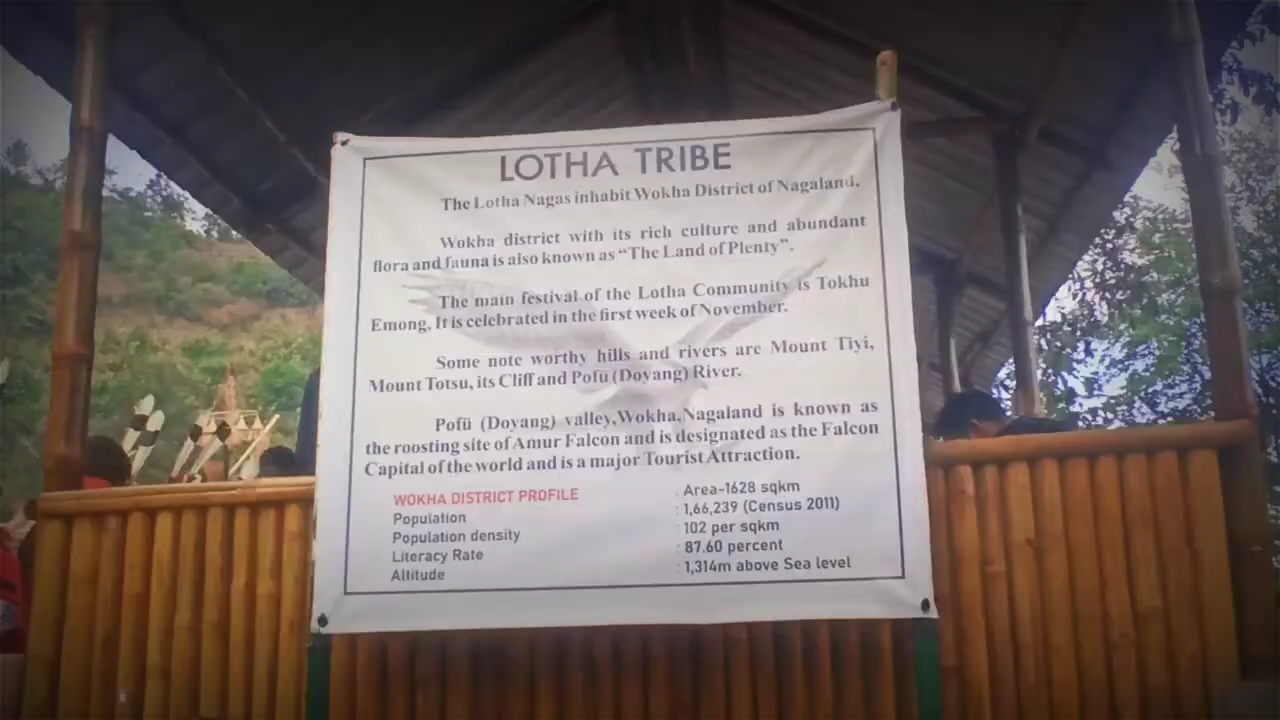 LOTHA TRIBE
The Lotha Nagas inhabit Wokha District of Nagaland.
Wokha district with its rich culture and abundant
flora and fauna is also known as “The Land of Plenty”.
The main festival of the Lotha Community is Tokhu
Emong, It is celebrated in the first week of November.
Some note worthy hills and rivers are Mount Tiyi,
Mount Totsu, its Cliff and Pofü (Doyang) River.
Pofü (Doyang) valley, Wokha, Nagaland is known as
the roosting site of Amur Falcon and is designated as the Falcon
Capital of the world and is a major Tourist Attraction.
WOKHA DISTRICT PROFILE : Area-1628 sqkm
Population : 1,66,239 (Census 2011)
Population density : 102 per sqkm
Literacy Rate : 87.60 percent
Altitude : 1,314m above Sea level